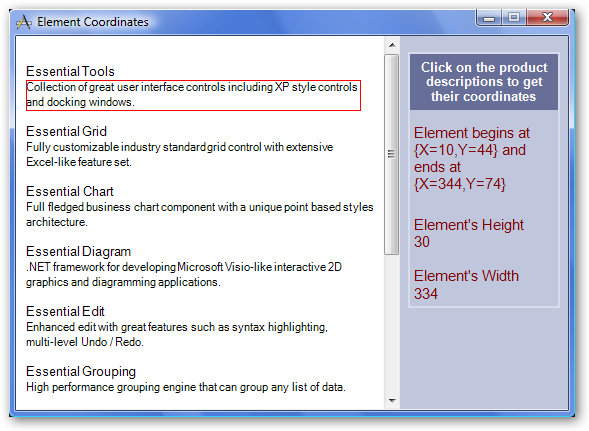 Element Coordinates
Essential Tools
Collection of great user interface controls including XP style controls
and docking windows.
Essential Grid
Fully customizable industry standard grid control with extensive
Excel-like feature set.
Essential Chart
Full fledged business chart component with a unique point based styles
architecture.
Essential Diagram
.NET framework for developing Microsoft Visio-like interactive 2D
graphics and diagramming applications.
Essential Edit
Enhanced edit with great features such as syntax highlighting,
multi-level Undo / Redo.
Essential Grouping
High performance grouping engine that can group any list of data.
Click on the product
descriptions to get
their coordinates
Element begins at
{X=10,Y=44} and
ends at
{X=344,Y=74}
Element's Height
30
Element's Width
334